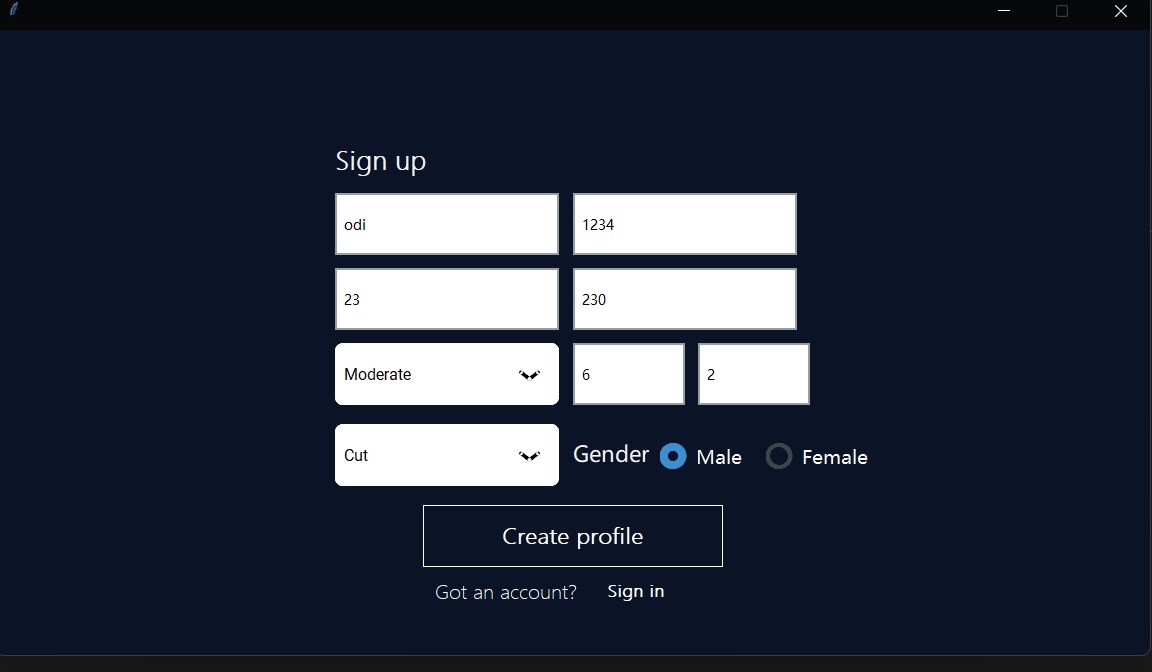 Sign up
odi 1234
23 230
Moderate 6 2
Cut Gender Male Female
Create profile
Got an account? Sign in